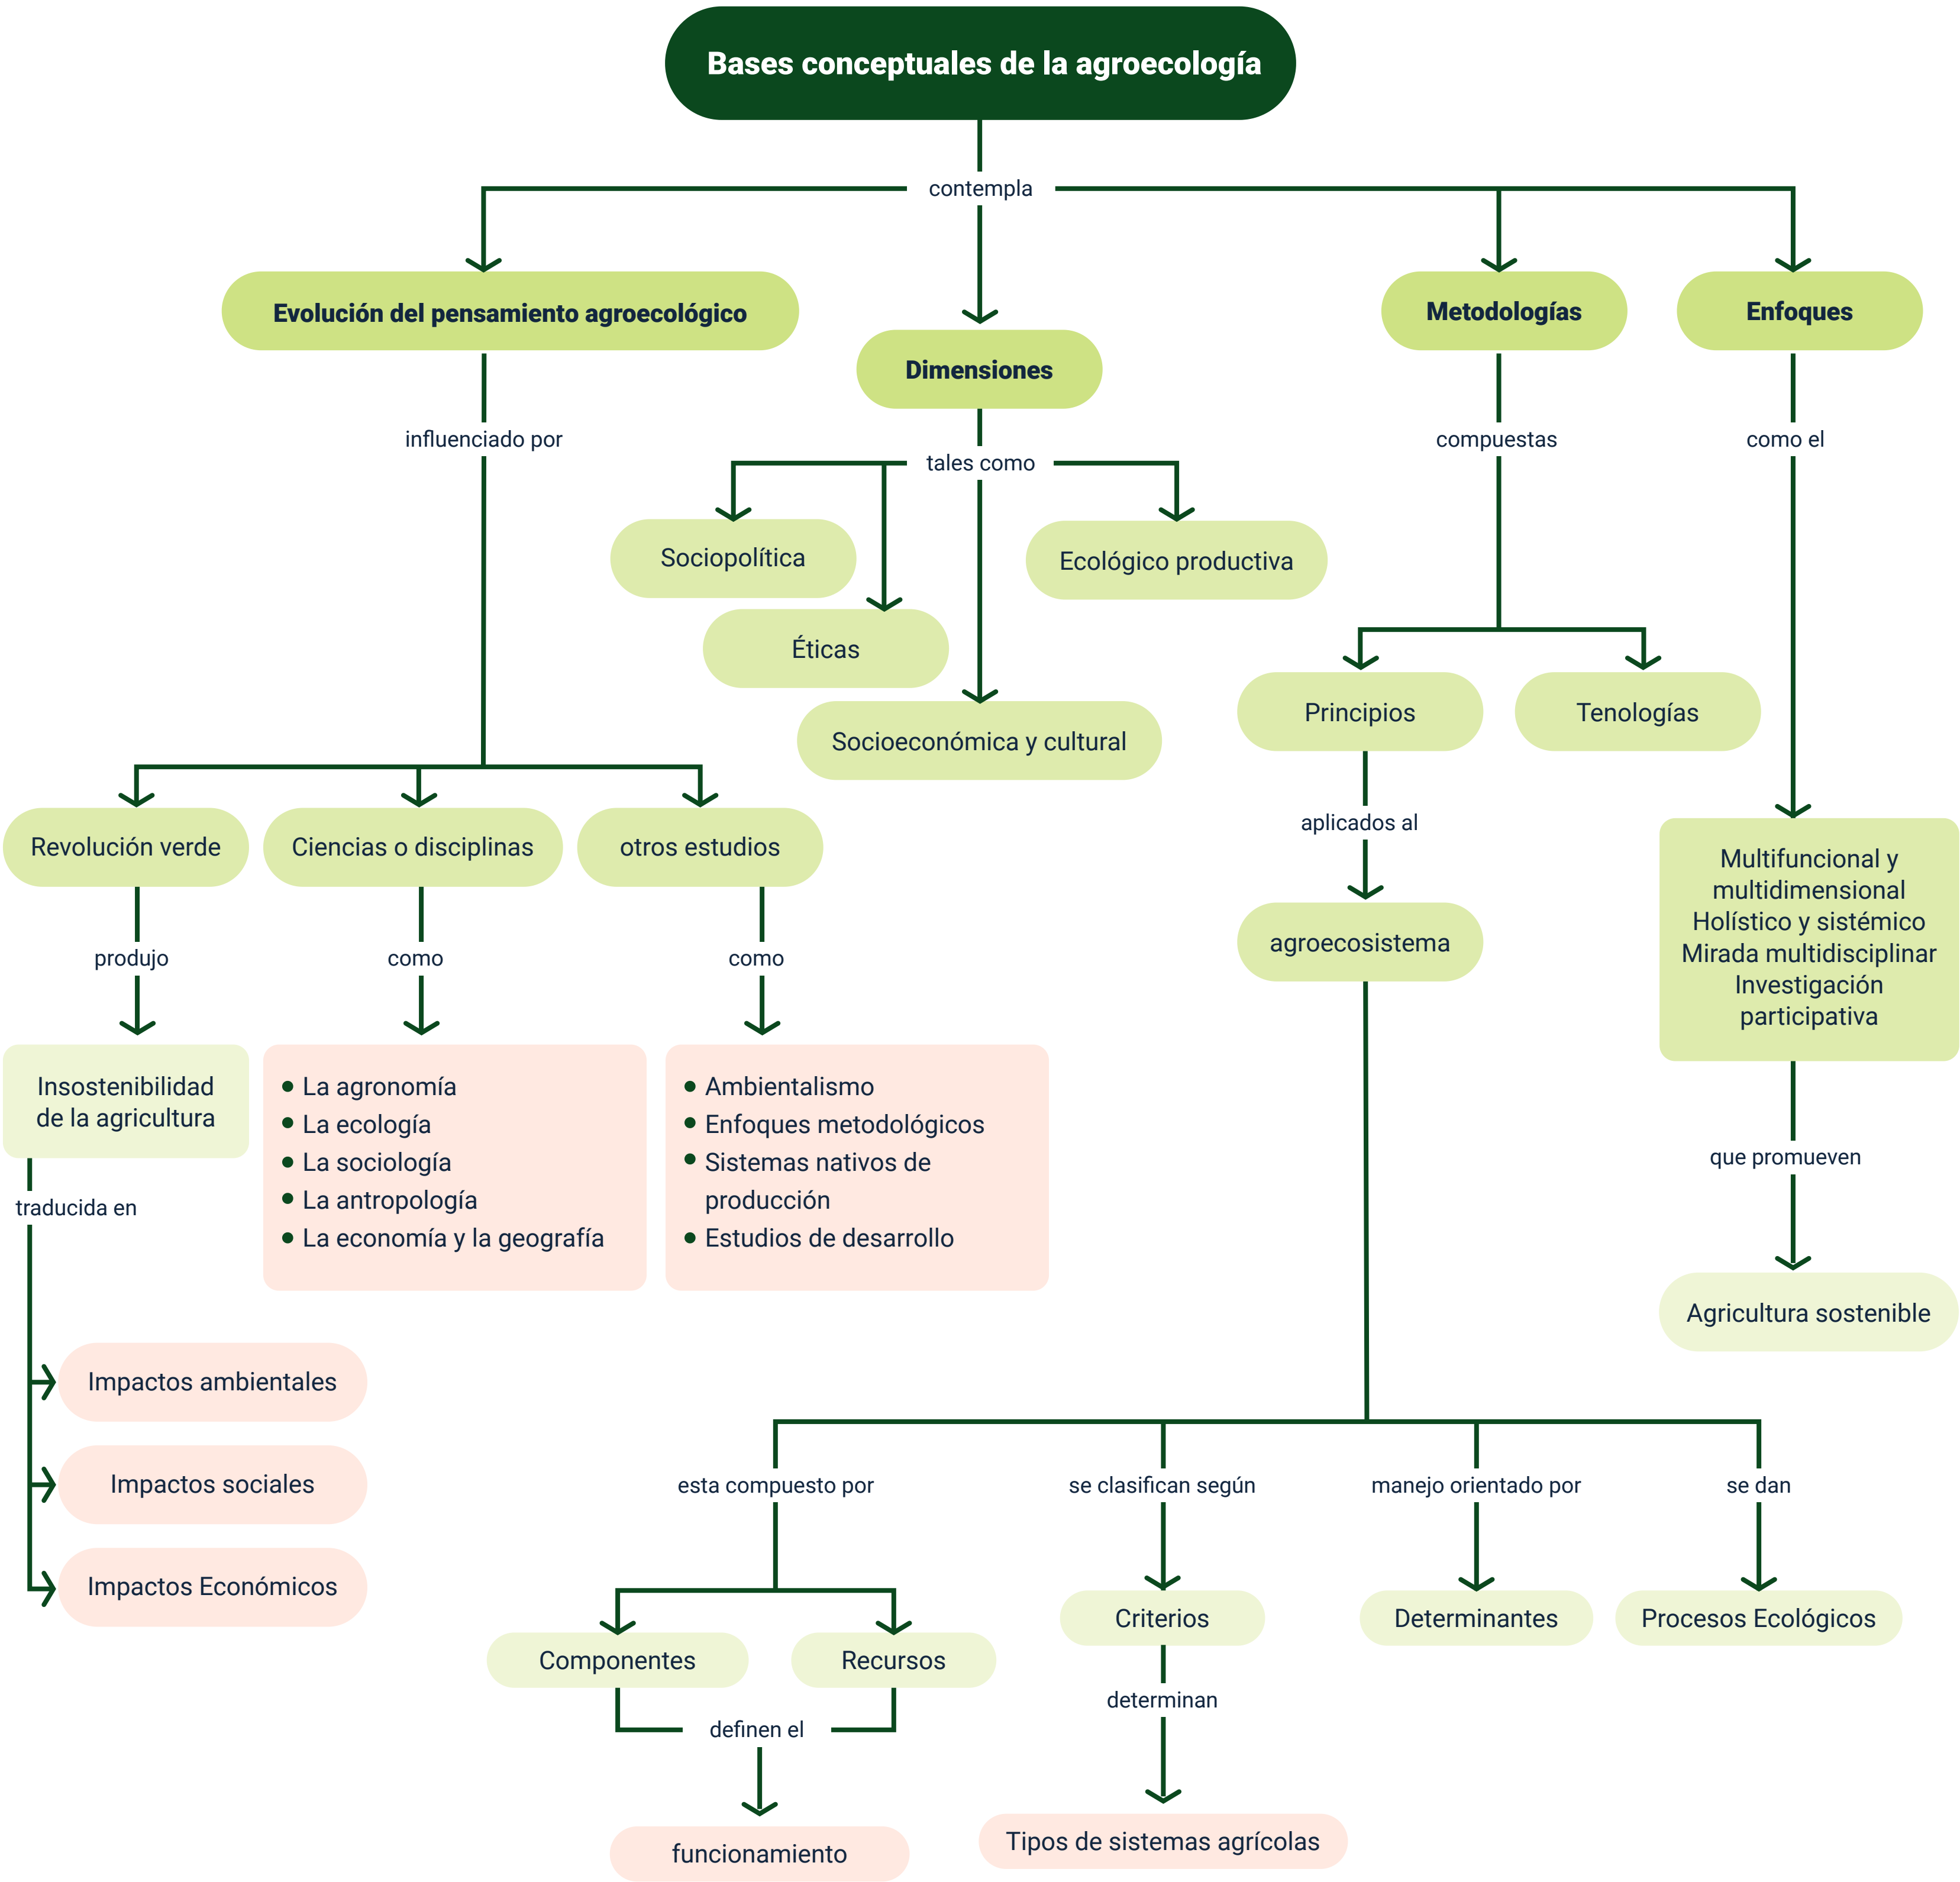 Bases conceptuales de la agroecología
contempla
Evolución del pensamiento agroecológico
Dimensiones
Metodologías
Enfoques
influenciado por
tales como
compuestas
como el
Sociopolítica
Ecológico productiva
Éticas
Socioeconómica y cultural
Principios
Tenologías
aplicados al
agroecosistema
Revolución verde
Ciencias o disciplinas
otros estudios
produjo
como
como
Multifuncional y
multidimensional
Holístico y sistémico
Mirada multidisciplinar
Investigación
participativa
Insostenibilidad
de la agricultura
La agronomía
La ecología
La sociología
La antropología
La economía y la geografía
Ambientalismo
Enfoques metodológicos
Sistemas nativos de
producción
Estudios de desarrollo
que promueven
Agricultura sostenible
traducida en
Impactos ambientales
Impactos sociales
Impactos Económicos
esta compuesto por
se clasifican según
manejo orientado por
se dan
Componentes
Recursos
Criterios
Determinantes
Procesos Ecológicos
definen el
determinan
funcionamiento
Tipos de sistemas agrícolas